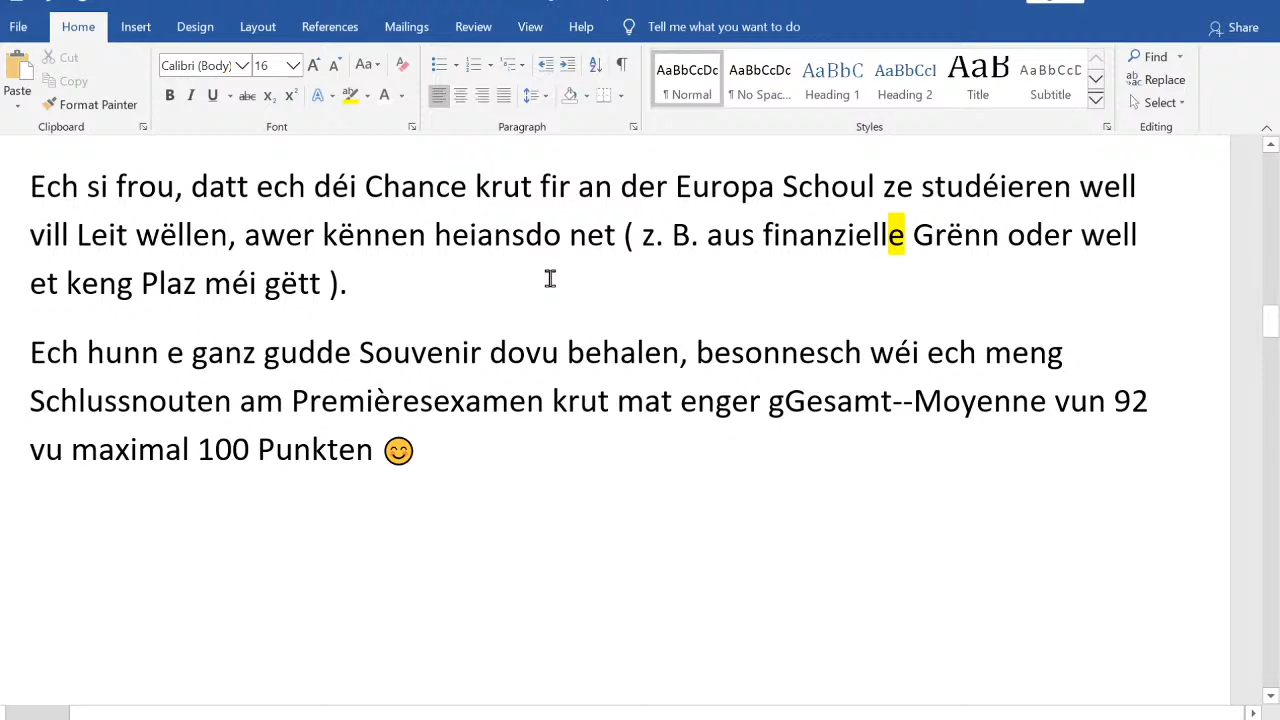 File Home Insert Design Layout References Mailings Review View Help Tell me what you want to do Share
Cut
Copy
Format Painter
Paste
Calibri (Body) 16
Aa
B I U abc x₂ x² A A
AaBbCcDc AaBbCcDc AaBbC AaBbCcI AaB AaBbCcD
¶ Normal ¶ No Spac... Heading 1 Heading 2 Title Subtitle
Find
Replace
Select
Clipboard Font Paragraph Styles Editing
Ech si frou, datt ech déi Chance krut fir an der Europa Schoul ze studéieren well
vill Leit wëllen, awer kënnen heiansdo net ( z. B. aus finanzielle Grënn oder well
et keng Plaz méi gëtt ).
Ech hunn e ganz gudde Souvenir dovu behalen, besonnesch wéi ech meng
Schlussnouten am Premièresexamen krut mat enger gGesamt--Moyenne vun 92
vu maximal 100 Punkten 😊